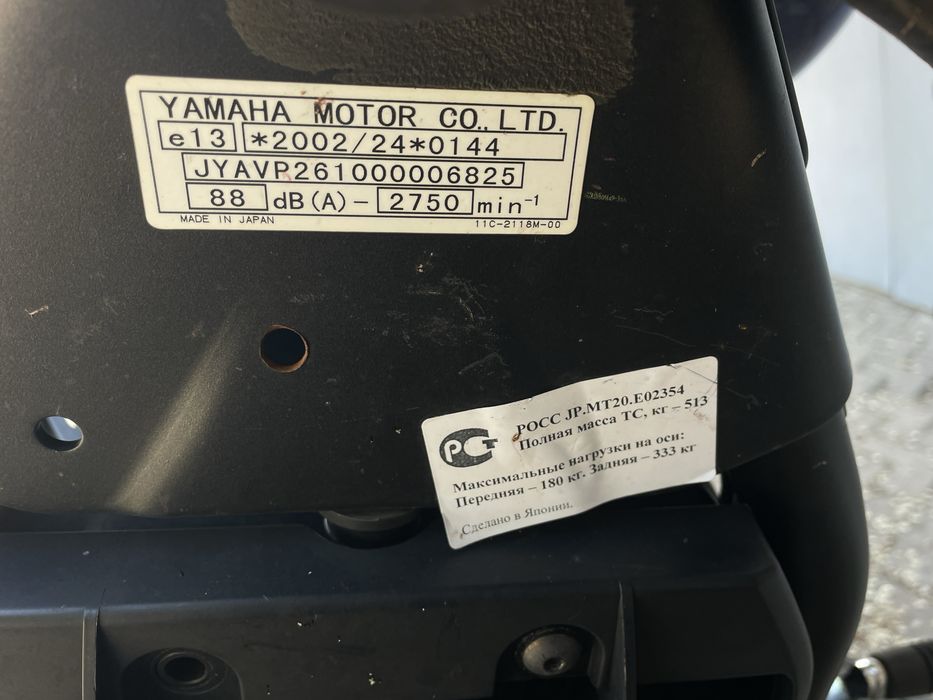 YAMAHA MOTOR CO., LTD.
e13 *2002/24*0144
JYAVP261000006825
88 dB(A) - 2750 min⁻¹
MADE IN JAPAN 11C-2118M-00
РОСС JP.MT20.E02354
Полная масса ТС, кг – 513
РСТ
Максимальные нагрузки на оси:
Передняя – 180 кг. Задняя – 333 кг
Сделано в Японии.